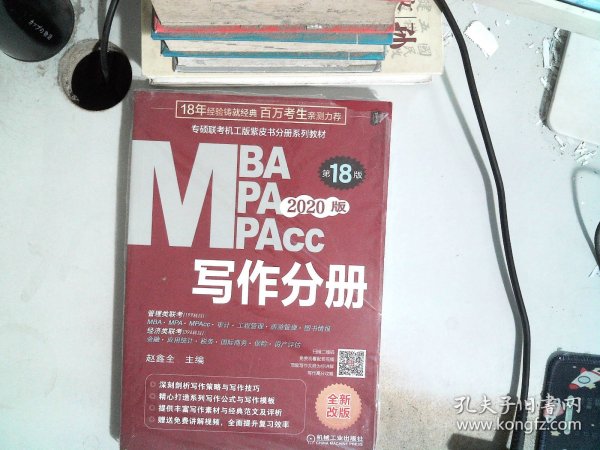 18年经验铸就经典 百万考生亲测力荐
专硕联考机工版紫皮书分册系列教材
MBA
MPA
MPAcc
第18版
2020版
写作分册
管理类联考
MBA·MPA·MPAcc·审计·工程管理·旅游管理·图书情报
经济类联考
金融·应用统计·税务·国际商务·保险·资产评估
赵鑫全 主编
扫描二维码
深刻剖析写作策略与写作技巧
精心打造系列写作公式与写作模板
提供丰富写作素材与经典范文及评析
赠送免费讲解视频，全面提升复习效率
全新
改版
机械工业出版社
CHINA MACHINE PRESS
孔夫子旧书网